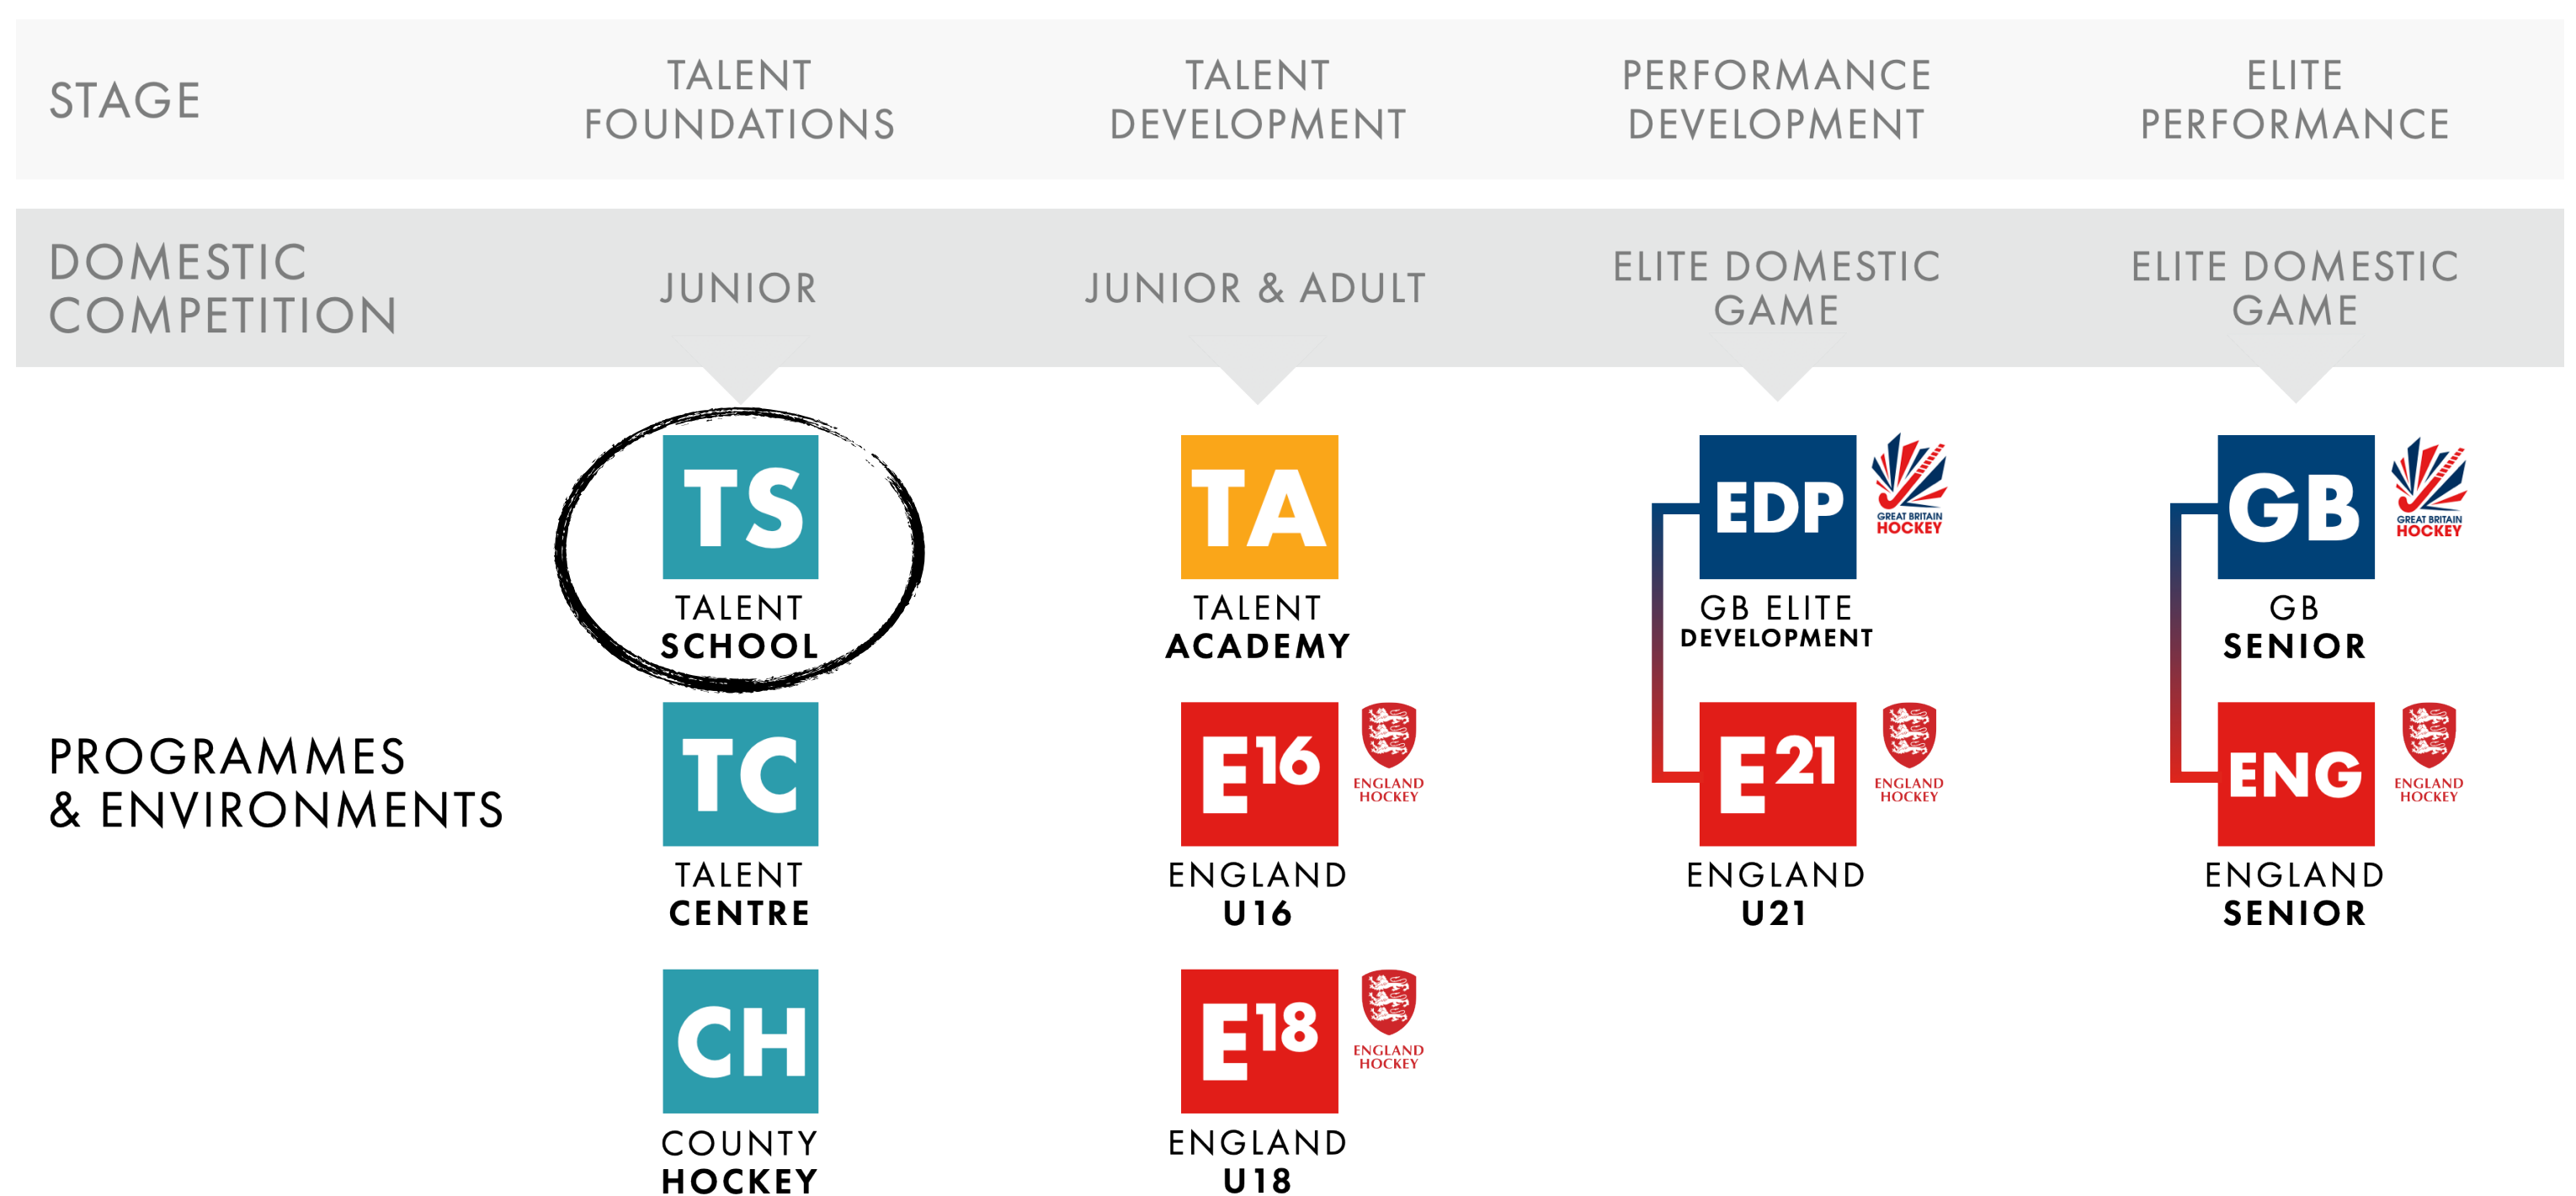 STAGE
TALENT
FOUNDATIONS
TALENT
DEVELOPMENT
PERFORMANCE
DEVELOPMENT
ELITE
PERFORMANCE
DOMESTIC
COMPETITION
JUNIOR
JUNIOR & ADULT
ELITE DOMESTIC
GAME
ELITE DOMESTIC
GAME
PROGRAMMES
& ENVIRONMENTS
TS
TALENT
SCHOOL
TA
TALENT
ACADEMY
EDP
GREAT BRITAIN
HOCKEY
GB ELITE
DEVELOPMENT
GB
GREAT BRITAIN
HOCKEY
GB
SENIOR
TC
TALENT
CENTRE
E16
ENGLAND
HOCKEY
ENGLAND
U16
E21
ENGLAND
HOCKEY
ENGLAND
U21
ENG
ENGLAND
HOCKEY
ENGLAND
SENIOR
CH
COUNTY
HOCKEY
E18
ENGLAND
HOCKEY
ENGLAND
U18